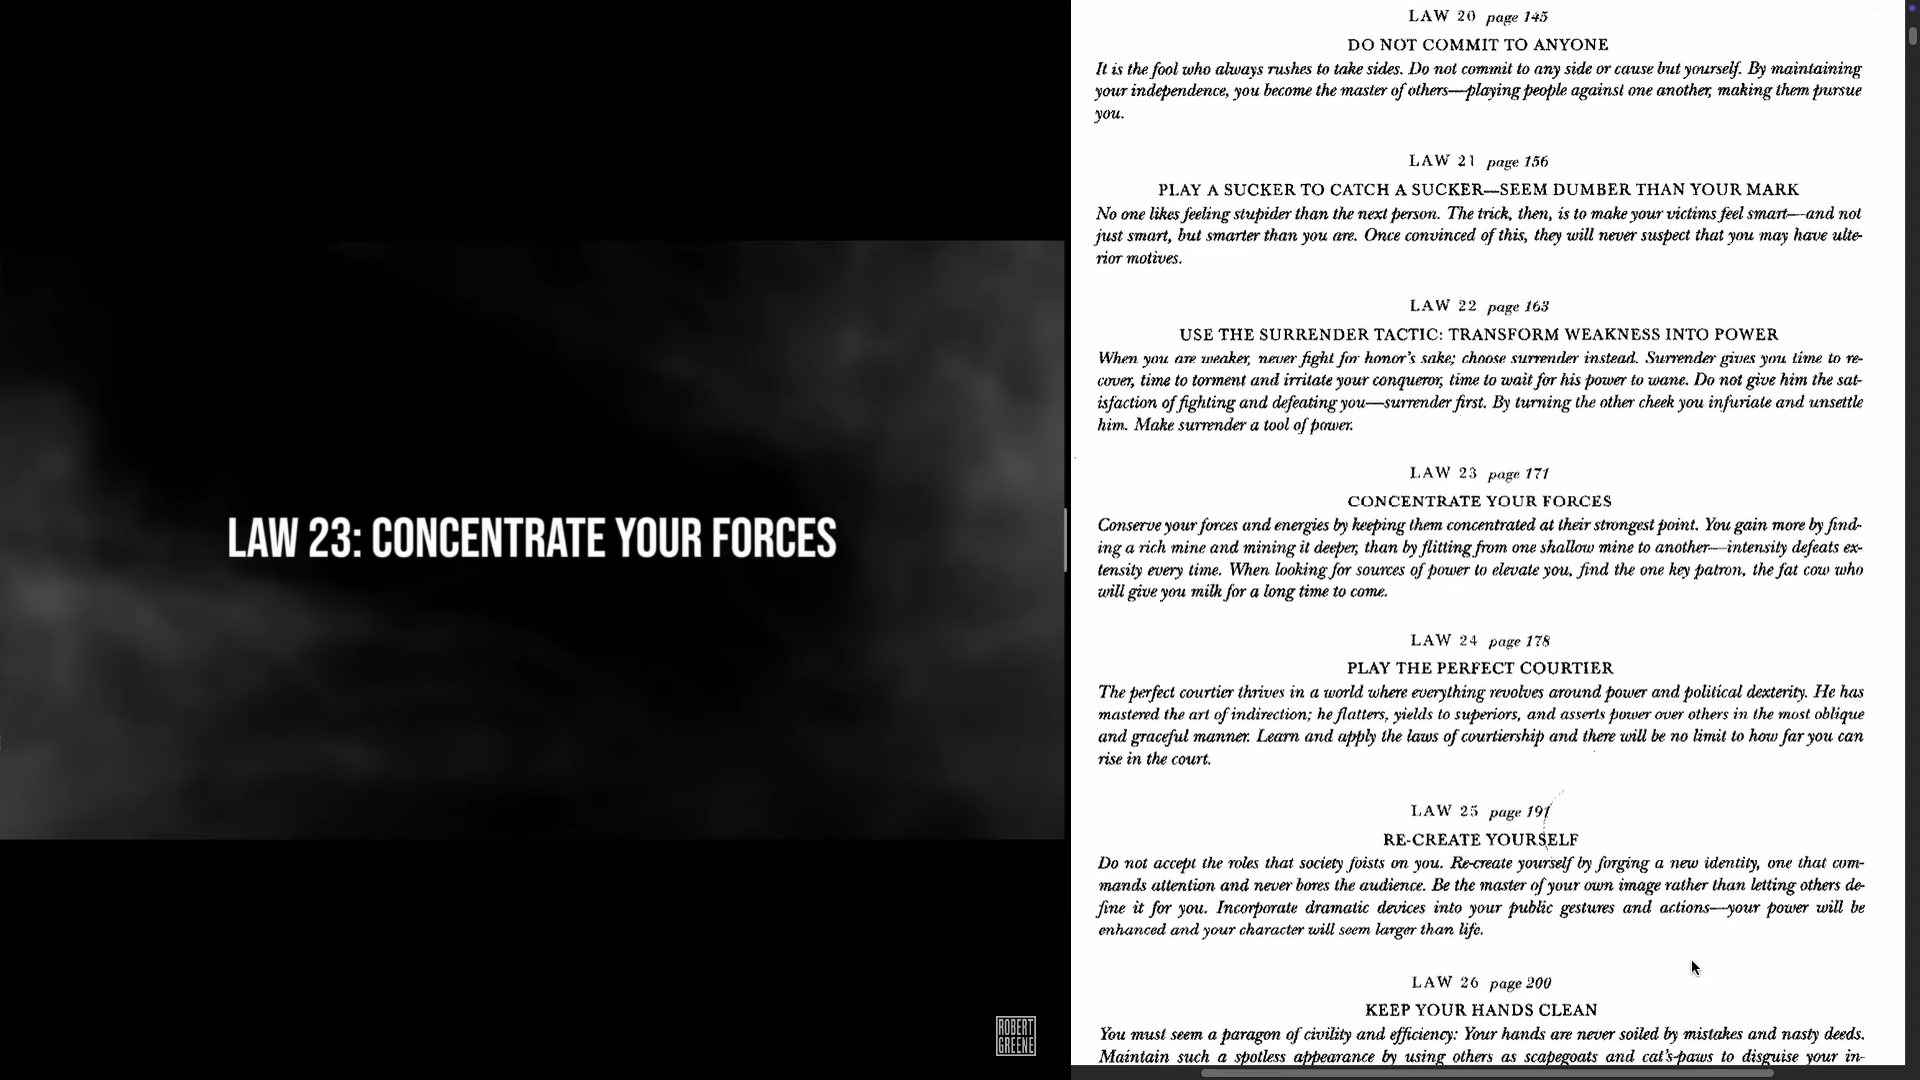 LAW 23: CONCENTRATE YOUR FORCES
ROBERT
GREENE
LAW 20 page 145
DO NOT COMMIT TO ANYONE
It is the fool who always rushes to take sides. Do not commit to any side or cause but yourself. By maintaining
your independence, you become the master of others—playing people against one another, making them pursue
you.
LAW 21 page 156
PLAY A SUCKER TO CATCH A SUCKER—SEEM DUMBER THAN YOUR MARK
No one likes feeling stupider than the next person. The trick, then, is to make your victims feel smart—and not
just smart, but smarter than you are. Once convinced of this, they will never suspect that you may have ulte-
rior motives.
LAW 22 page 163
USE THE SURRENDER TACTIC: TRANSFORM WEAKNESS INTO POWER
When you are weaker, never fight for honor's sake; choose surrender instead. Surrender gives you time to re-
cover, time to torment and irritate your conqueror, time to wait for his power to wane. Do not give him the sat-
isfaction of fighting and defeating you—surrender first. By turning the other cheek you infuriate and unsettle
him. Make surrender a tool of power.
LAW 23 page 171
CONCENTRATE YOUR FORCES
Conserve your forces and energies by keeping them concentrated at their strongest point. You gain more by find-
ing a rich mine and mining it deeper, than by flitting from one shallow mine to another—intensity defeats ex-
tensity every time. When looking for sources of power to elevate you, find the one key patron, the fat cow who
will give you milk for a long time to come.
LAW 24 page 178
PLAY THE PERFECT COURTIER
The perfect courtier thrives in a world where everything revolves around power and political dexterity. He has
mastered the art of indirection; he flatters, yields to superiors, and asserts power over others in the most oblique
and graceful manner. Learn and apply the laws of courtiership and there will be no limit to how far you can
rise in the court.
LAW 25 page 191
RE-CREATE YOURSELF
Do not accept the roles that society foists on you. Re-create yourself by forging a new identity, one that com-
mands attention and never bores the audience. Be the master of your own image rather than letting others de-
fine it for you. Incorporate dramatic devices into your public gestures and actions—your power will be
enhanced and your character will seem larger than life.
LAW 26 page 200
KEEP YOUR HANDS CLEAN
You must seem a paragon of civility and efficiency: Your hands are never soiled by mistakes and nasty deeds.
Maintain such a spotless appearance by using others as scapegoats and cat's-paws to disguise your in-